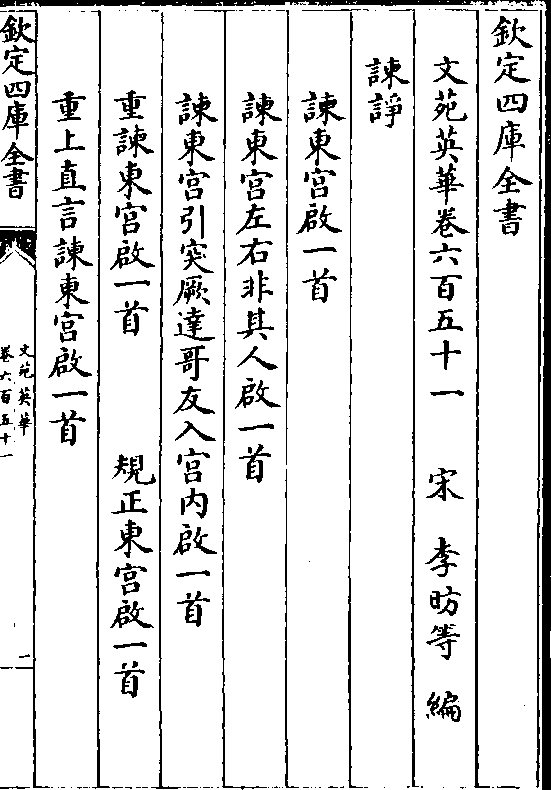 欽定四庫全書
文苑英華卷六百五十一　宋　李昉等　編
諫諍
諫東宫啟一首
諫東宫左右非其人啟一首
諫東宫引突厥達哥友入宫内啟一首
重諫東宫啟一首　規正東宫啟一首
重上直言諫東宫啟一首
欽定四庫全書
文苑英華
卷六百五十一
一